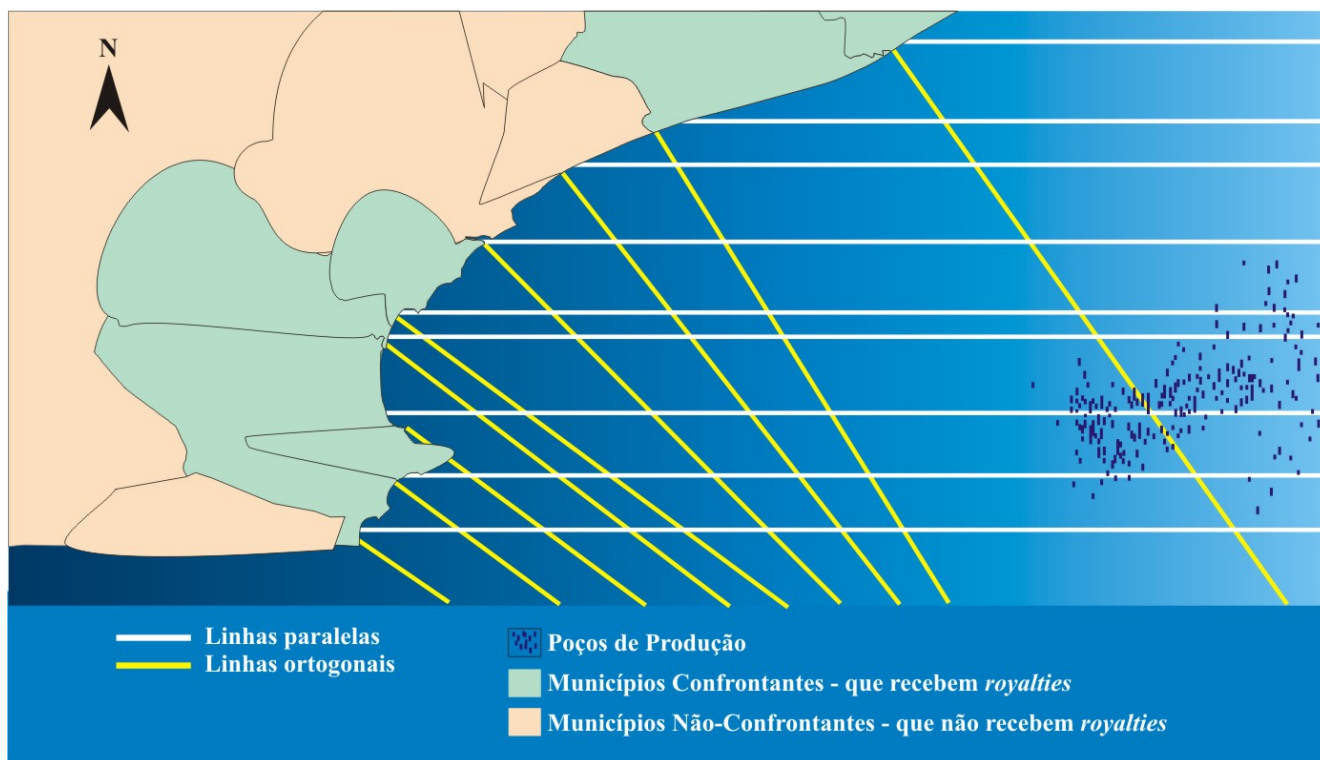 N
Linhas paralelas
Linhas ortogonais
Poços de Produção
Municípios Confrontantes - que recebem royalties
Municípios Não-Confrontantes - que não recebem royalties